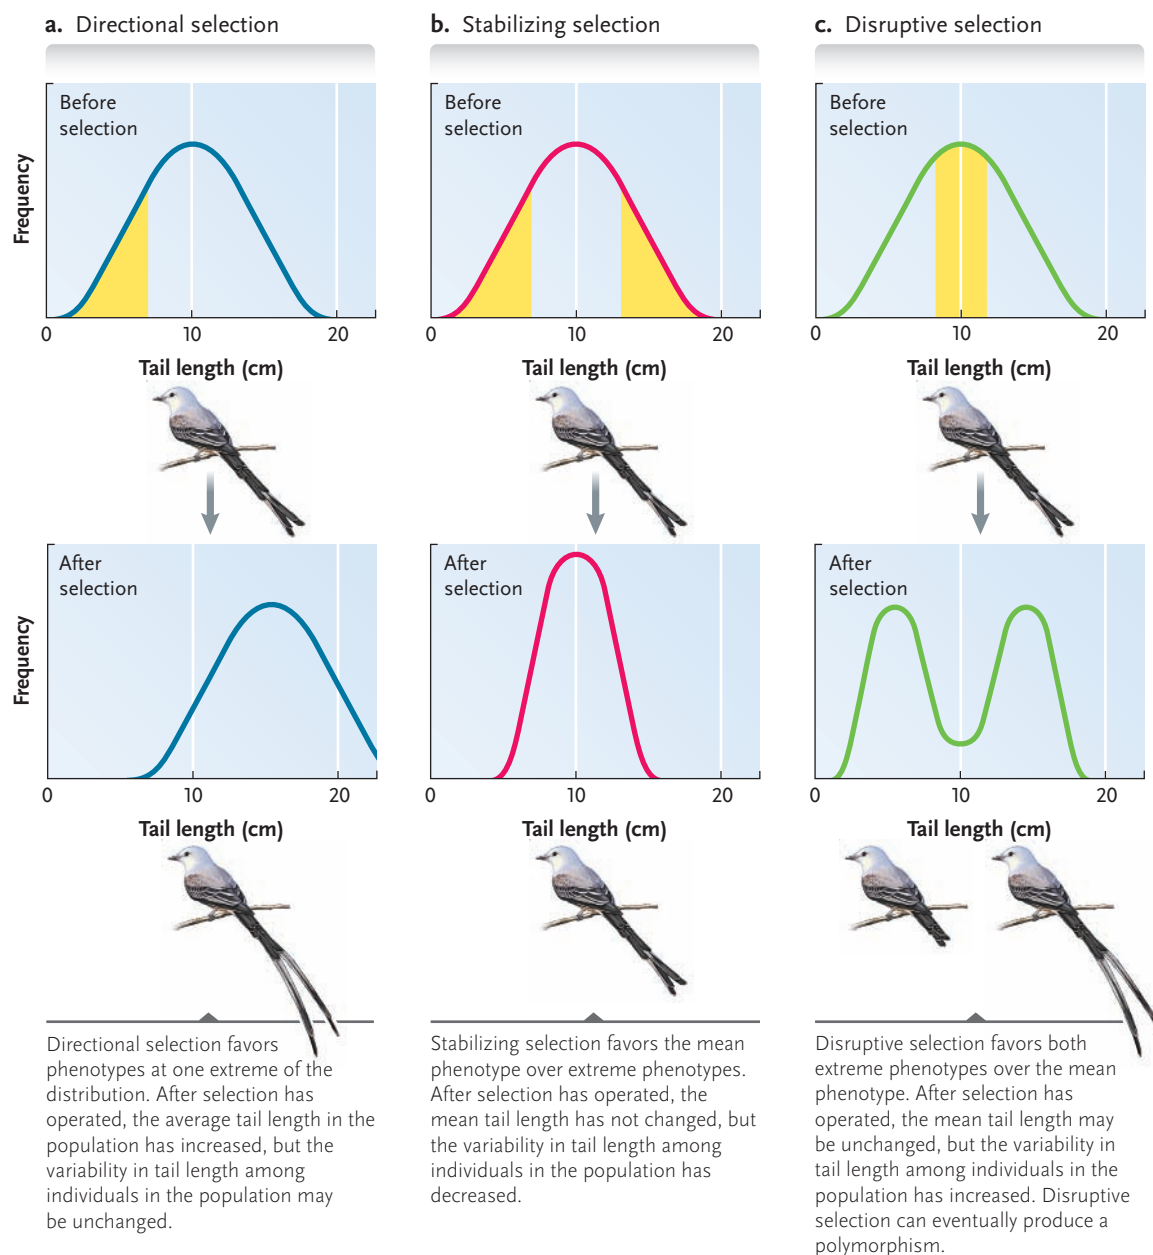 a. Directional selection
Before
selection
Frequency
0 10 20
Tail length (cm)
After
selection
Frequency
0 10 20
Tail length (cm)
Directional selection favors
phenotypes at one extreme of the
distribution. After selection has
operated, the average tail length in the
population has increased, but the
variability in tail length among
individuals in the population may
be unchanged.
b. Stabilizing selection
Before
selection
0 10 20
Tail length (cm)
After
selection
0 10 20
Tail length (cm)
Stabilizing selection favors the mean
phenotype over extreme phenotypes.
After selection has operated, the
mean tail length has not changed, but
the variability in tail length among
individuals in the population has
decreased.
c. Disruptive selection
Before
selection
0 10 20
Tail length (cm)
After
selection
0 10 20
Tail length (cm)
Disruptive selection favors both
extreme phenotypes over the mean
phenotype. After selection has
operated, the mean tail length may
be unchanged, but the variability in
tail length among individuals in the
population has increased. Disruptive
selection can eventually produce a
polymorphism.